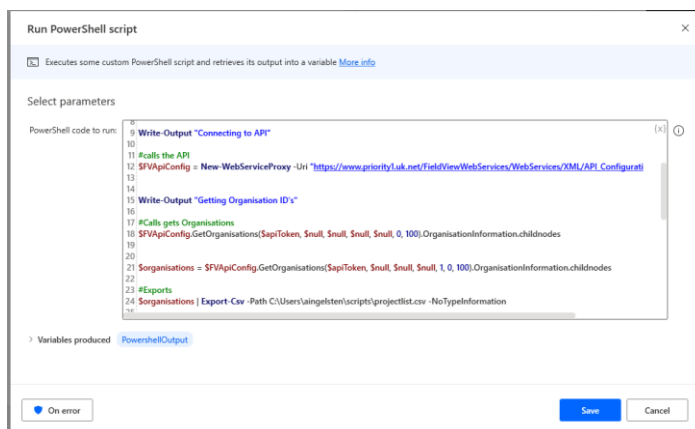 Run PowerShell script
Executes some custom PowerShell script and retrieves its output into a variable More info
Select parameters
PowerShell code to run:
{x}
8
9 Write-Output "Connecting to API"
10
11 #calls the API
12 $FVApiConfig = New-WebServiceProxy -Uri "https://www.priority1.uk.net/FieldViewWebServices/WebServices/XML/API_Configurati
13
14
15 Write-Output "Getting Organisation ID's"
16
17 #Calls gets Organisations
18 $FVApiConfig.GetOrganisations($apiToken, $null, $null, $null, $null, 0, 100).OrganisationInformation.childnodes
19
20
21 $organisations = $FVApiConfig.GetOrganisations($apiToken, $null, $null, $null, 1, 0, 100).OrganisationInformation.childnodes
22
23 #Exports
24 $organisations | Export-Csv -Path C:\Users\aingelsten\scripts\projectlist.csv -NoTypeInformation
25
Variables produced PowershellOutput
On error
Save
Cancel